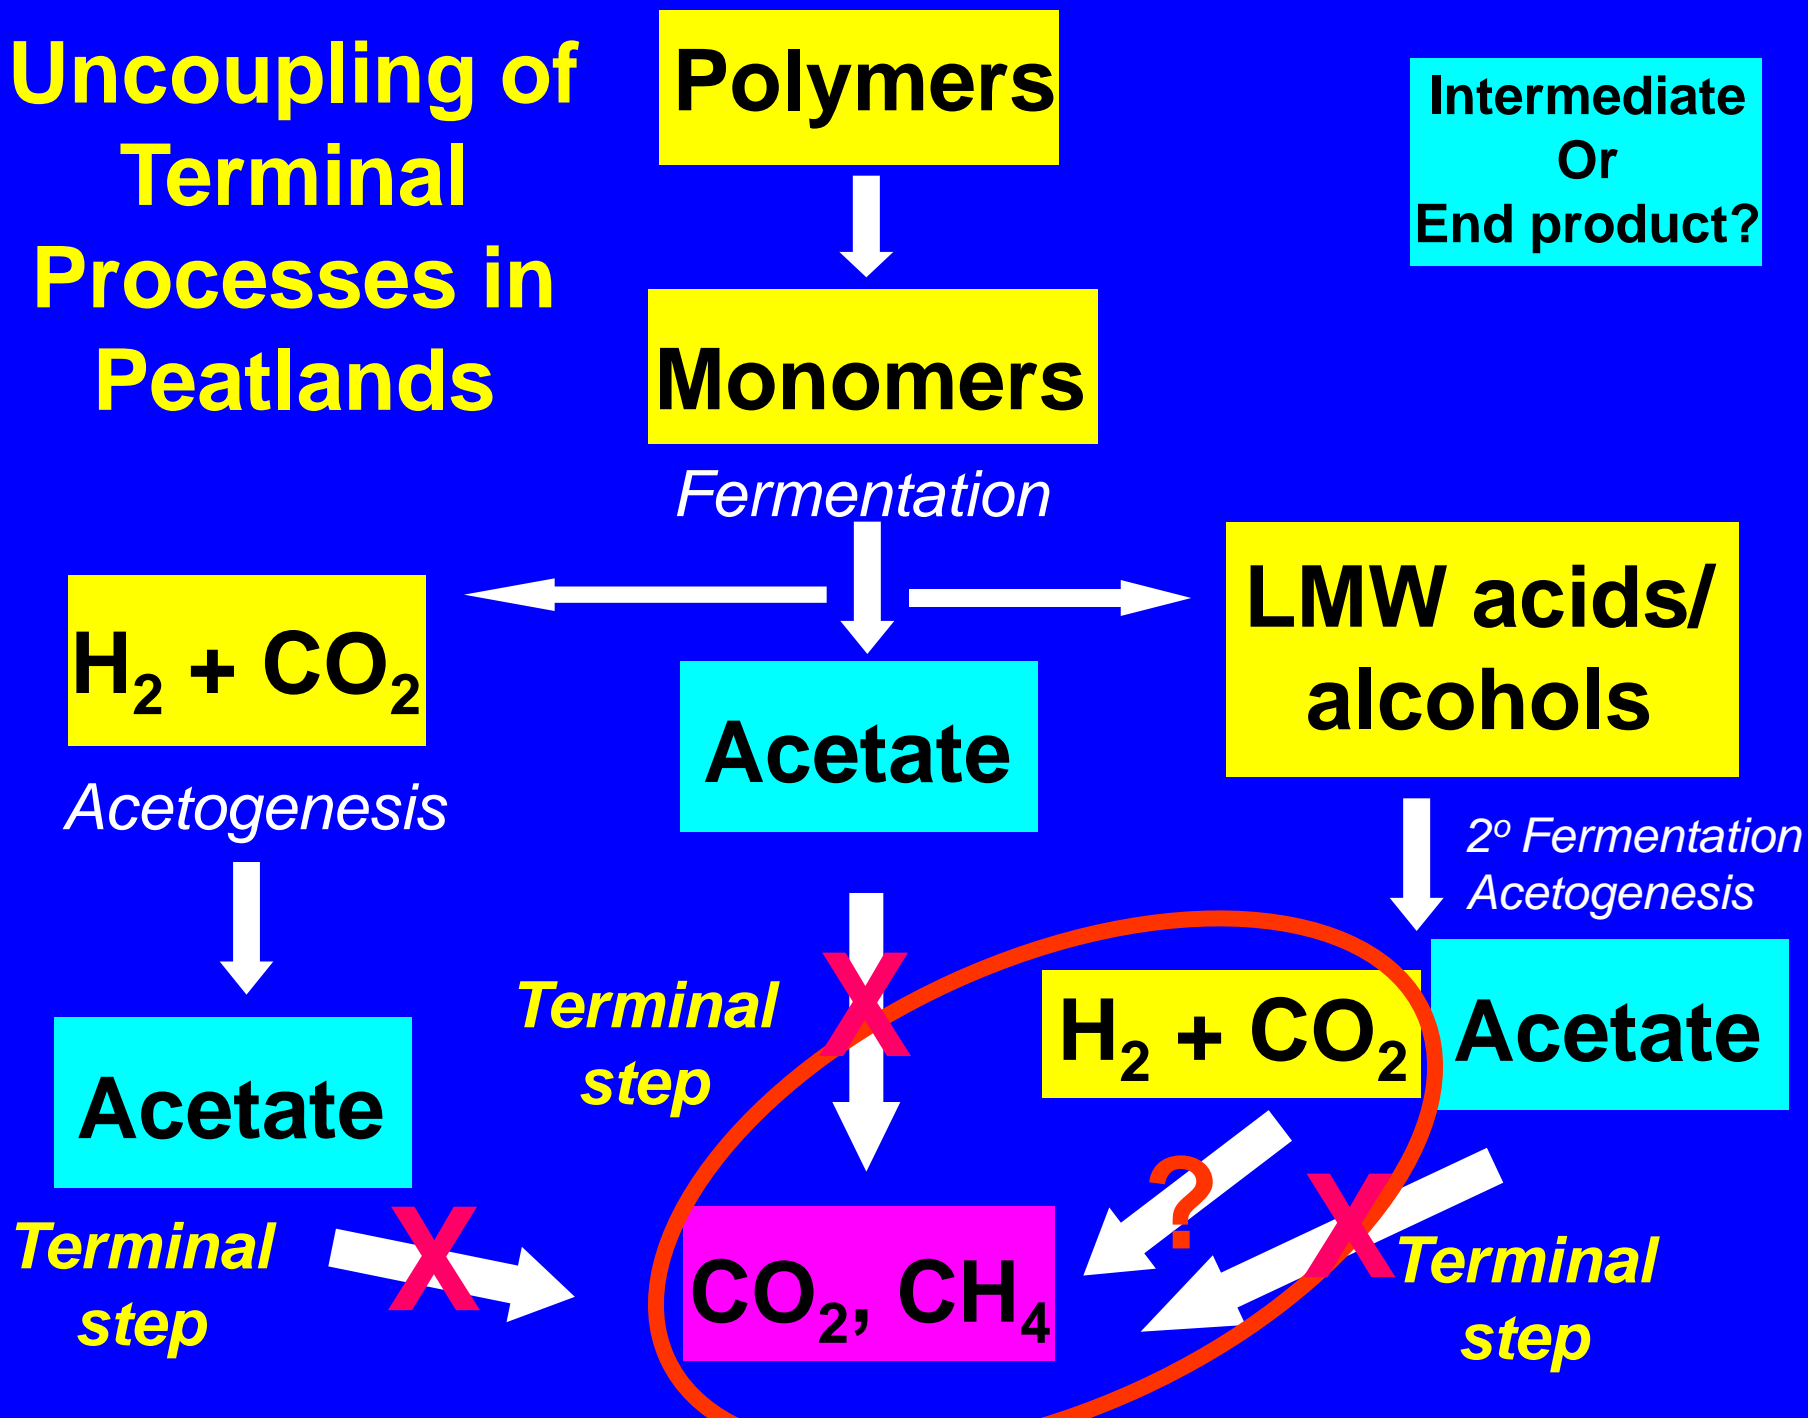 Uncoupling of
Terminal
Processes in
Peatlands
Polymers
Intermediate
Or
End product?
Monomers
Fermentation
H₂ + CO₂
LMW acids/
alcohols
Acetate
Acetogenesis
2º Fermentation
Acetogenesis
Terminal
step
X
H₂ + CO₂
Acetate
Acetate
Terminal
step
X
?
X
Terminal
step
CO₂, CH₄